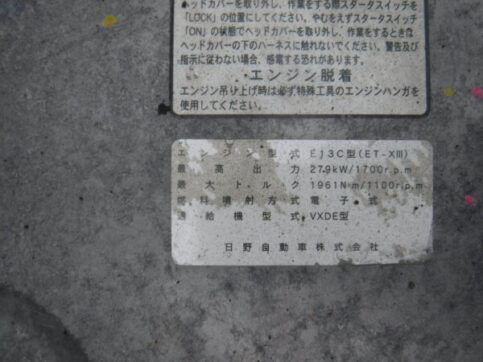 ヘッドカバーを取り外し、作業をする際スタータスイッチを
「LOCK」の位置にしてください。やむをえずスタータスイッチ
「ON」の状態でヘッドカバーを取り外し、作業をするときな
ヘッドカバーの下のハーネスに触れないでください。警告及び
指示に従わない場合、感電する恐れがあります。
エンジン脱着
エンジン吊り上げ時は必ず特殊工具のエンジンハンガを
使用してください。
エンジン型式 E13C型(ET-XIII)
最高出力 279kW/1700r.p.m
最大トルク 1961N·m/1100r.p.m
燃料噴射方式 電子式
過給機型式 VXDE型
日野自動車株式会社